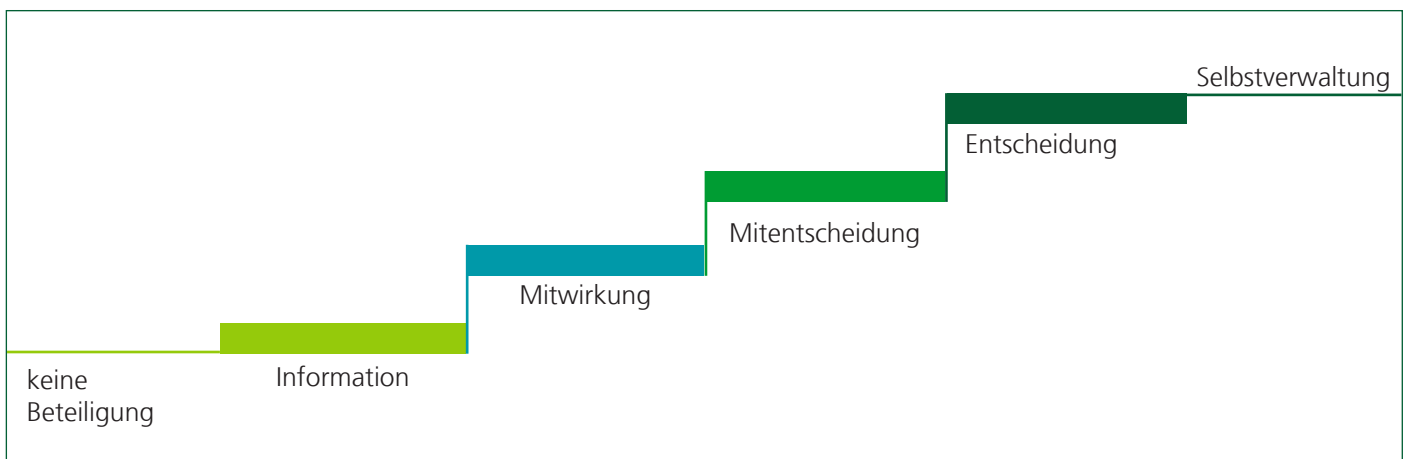 Selbstverwaltung
Entscheidung
Mitentscheidung
Mitwirkung
Information
keine
Beteiligung